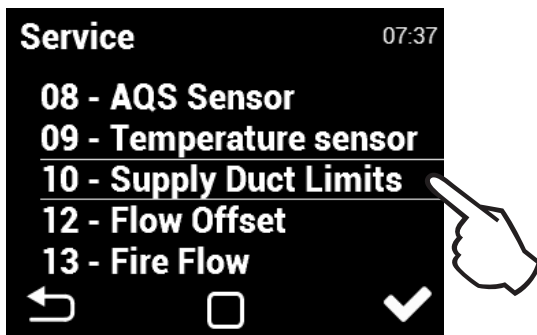 Service 07:37
08 - AQS Sensor
09 - Temperature sensor
10 - Supply Duct Limits
12 - Flow Offset
13 - Fire Flow